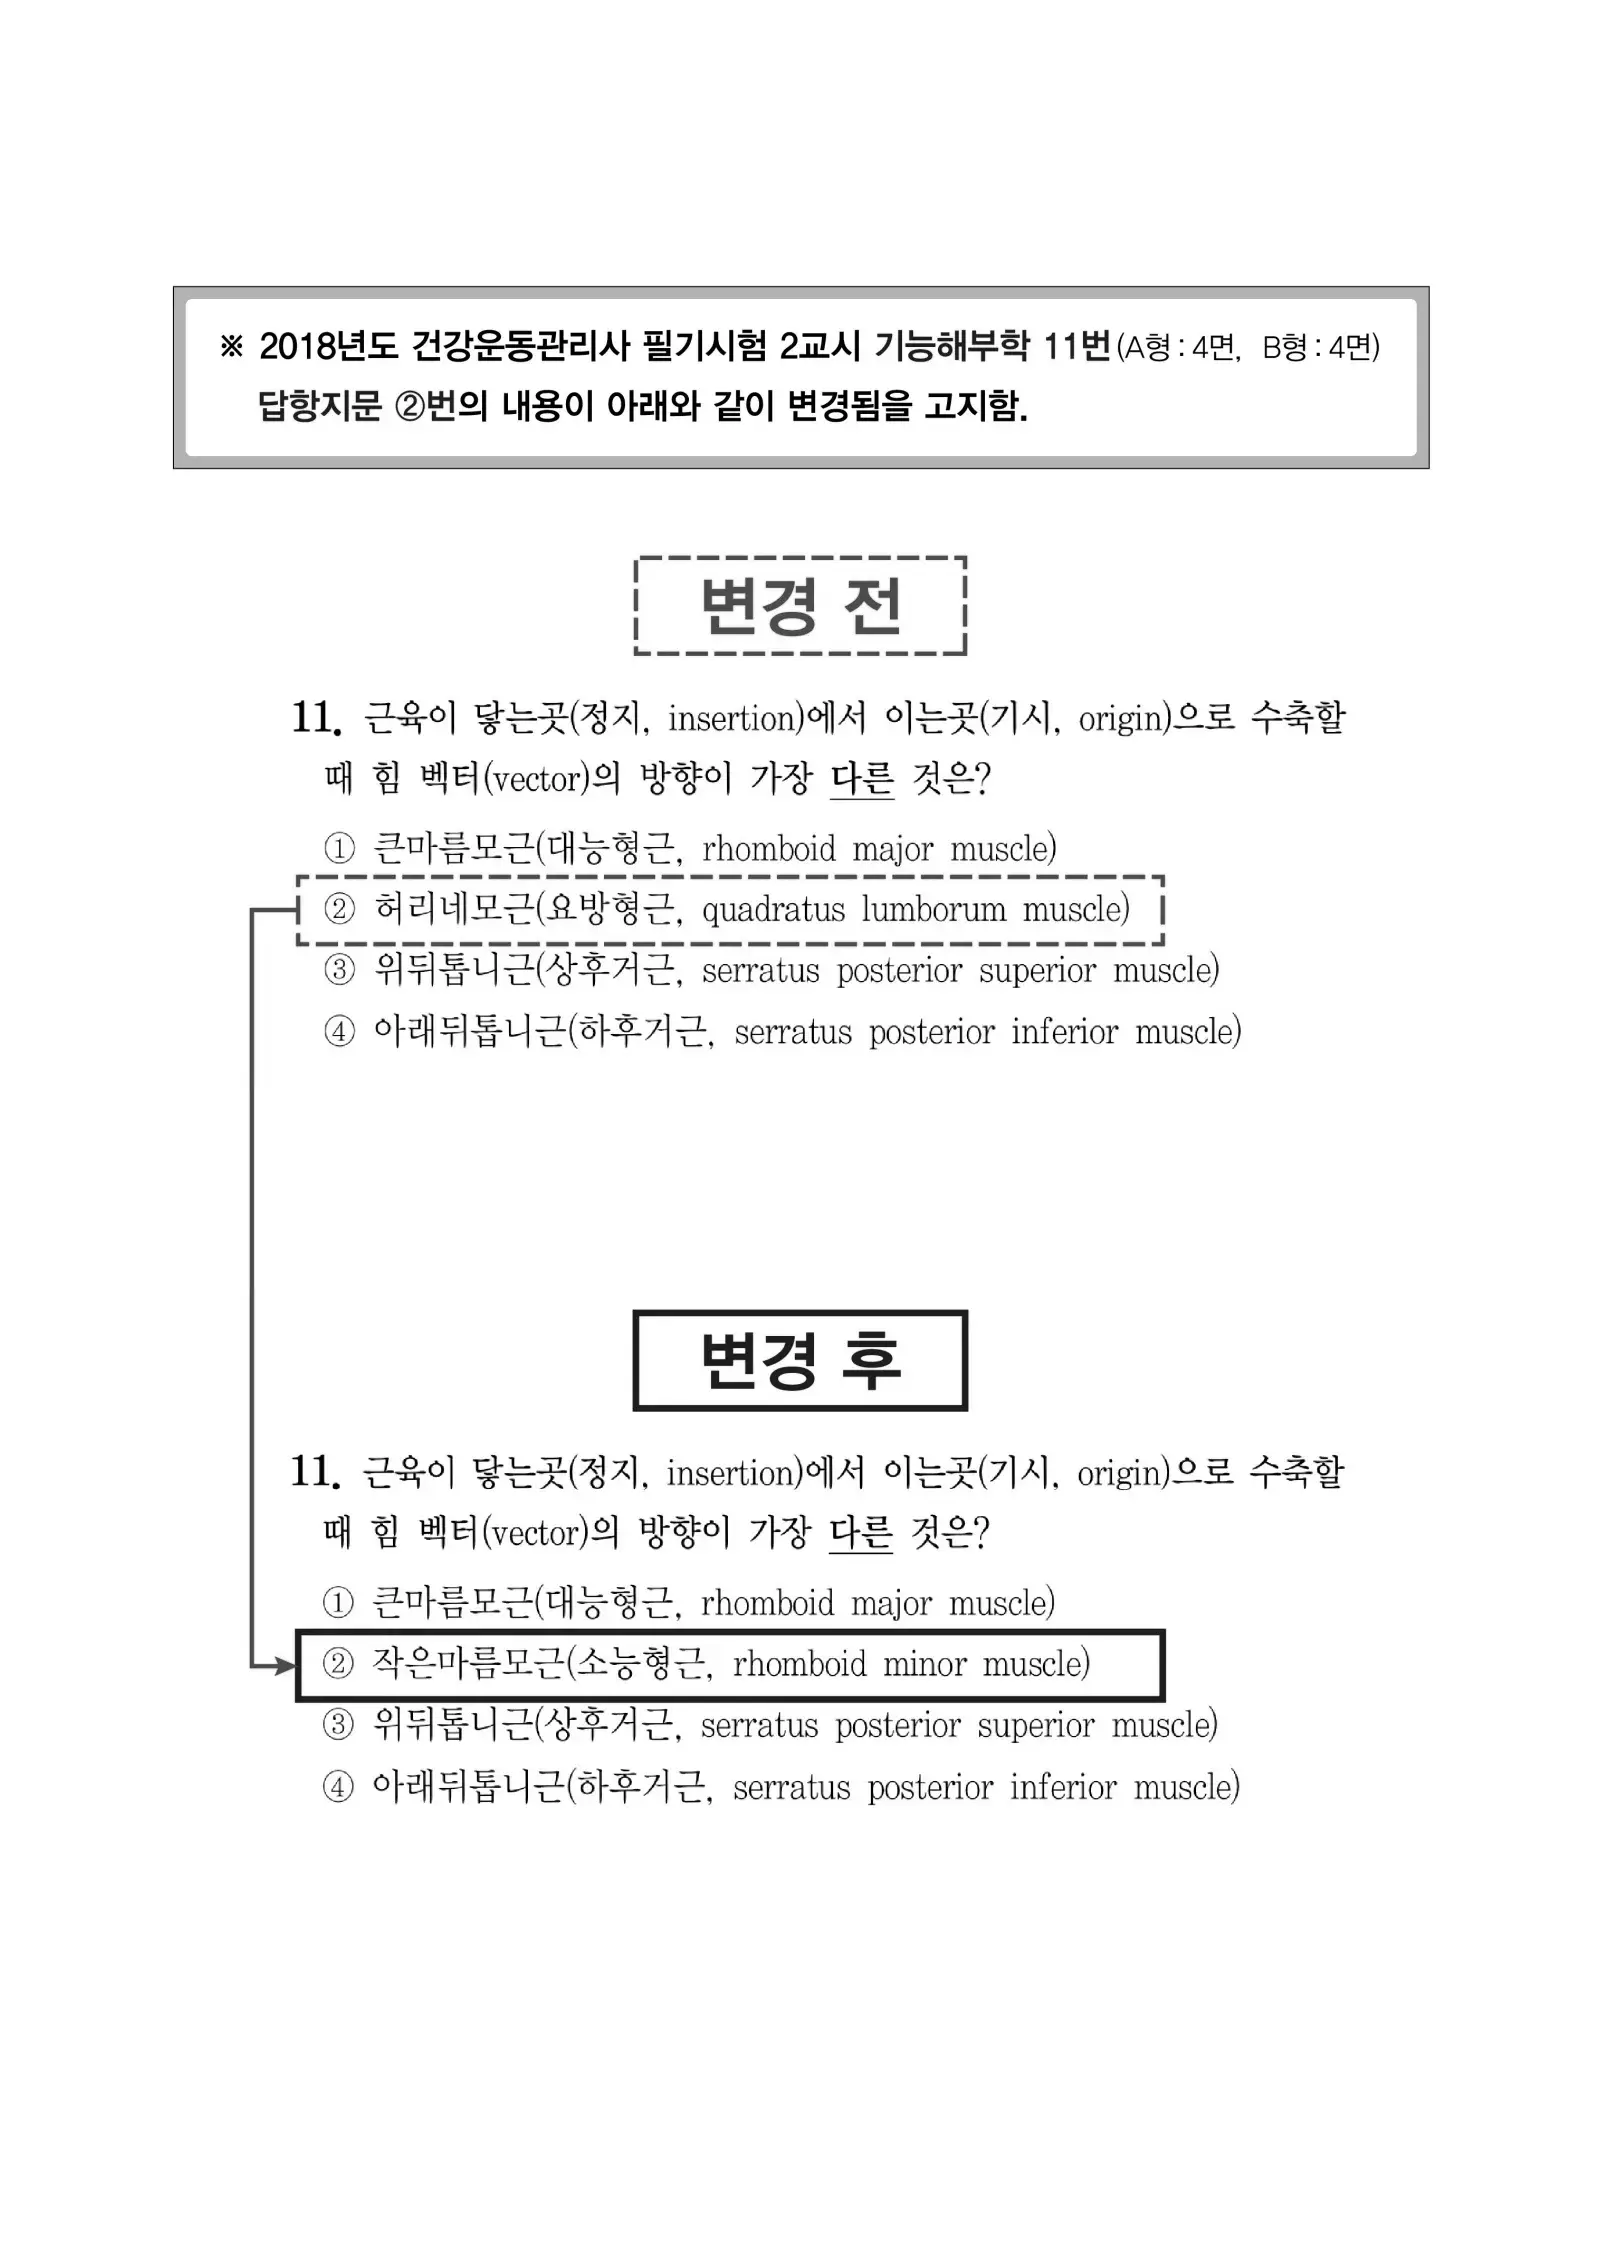 ※ 2018년도 건강운동관리사 필기시험 2교시 기능해부학 11번(A형 : 4면, B형 : 4면)
답항지문 ②번의 내용이 아래와 같이 변경됨을 고지함.
변경 전
11. 근육이 닿는곳(정지, insertion)에서 이는곳(기시, origin)으로 수축할
때 힘 벡터(vector)의 방향이 가장 다른 것은?
① 큰마름모근(대능형근, rhomboid major muscle)
② 허리네모근(요방형근, quadratus lumborum muscle)
③ 위뒤톱니근(상후거근, serratus posterior superior muscle)
④ 아래뒤톱니근(하후거근, serratus posterior inferior muscle)
변경 후
11. 근육이 닿는곳(정지, insertion)에서 이는곳(기시, origin)으로 수축할
때 힘 벡터(vector)의 방향이 가장 다른 것은?
① 큰마름모근(대능형근, rhomboid major muscle)
② 작은마름모근(소능형근, rhomboid minor muscle)
③ 위뒤톱니근(상후거근, serratus posterior superior muscle)
④ 아래뒤톱니근(하후거근, serratus posterior inferior muscle)